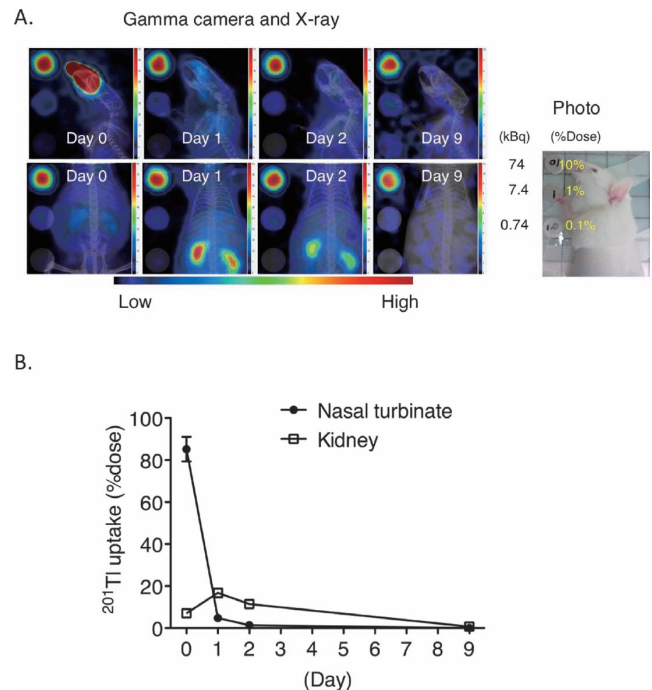 A.
Gamma camera and X-ray
Day 0
Day 1
Day 2
Day 9
Day 0
Day 1
Day 2
Day 9
Low
High
Photo
(kBq) (%Dose)
74 10%
7.4 1%
0.74 0.1%
B.
Nasal turbinate
Kidney
²⁰¹Tl uptake (%dose)
100
80
60
40
20
0
0 1 2 3 4 5 6 7 8 9
(Day)